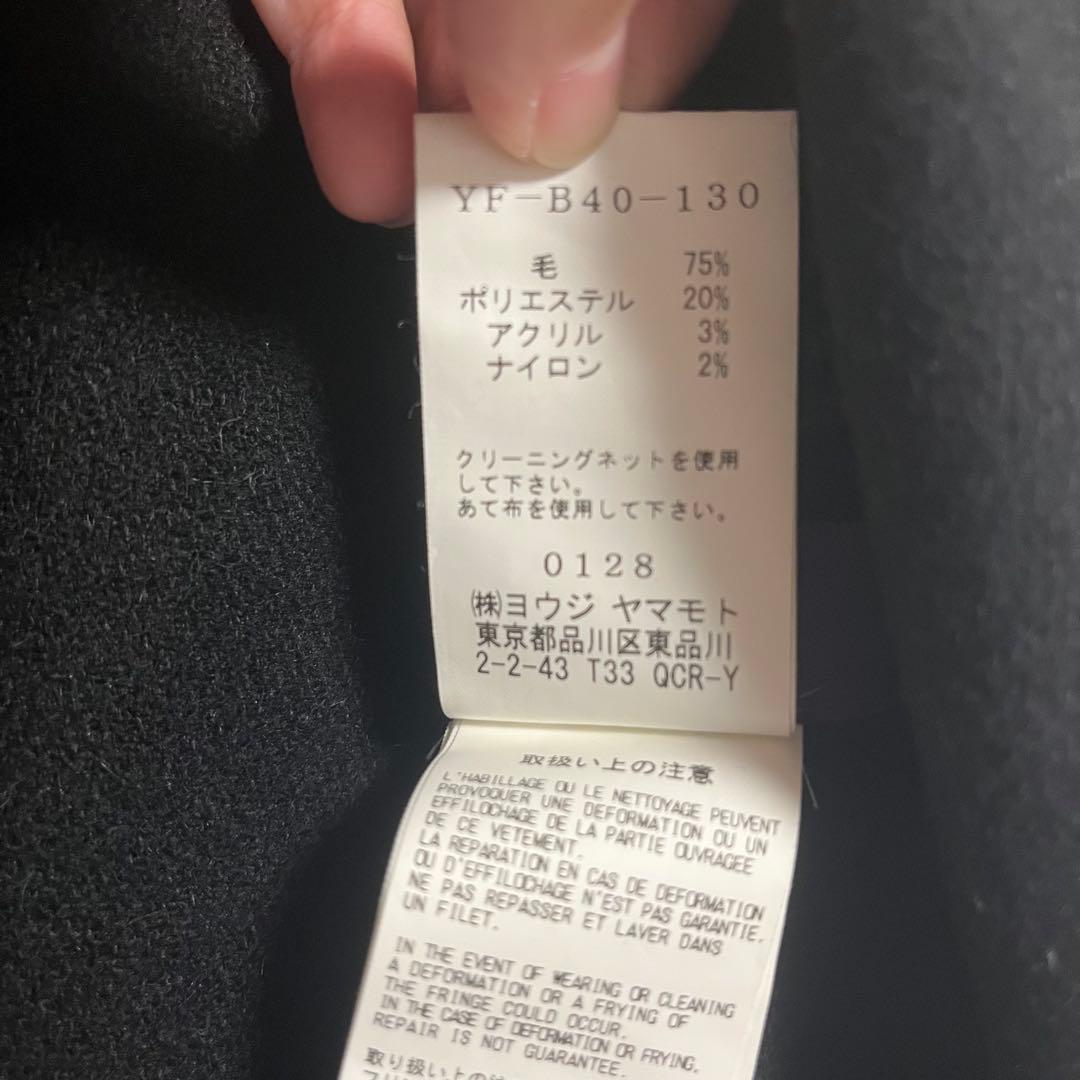 YF-B40-130
毛 75%
ポリエステル 20%
アクリル 3%
ナイロン 2%
クリーニングネットを使用
して下さい。
あて布を使用して下さい。
0128
㈱ヨウジ ヤマモト
東京都品川区東品川
2-2-43 T33 QCR-Y
取扱い上の注意
L'HABILLAGE OU LE NETTOYAGE PEUVENT
PROVOQUER UNE DEFORMATION OU UN
EFFILOCHAGE DE LA PARTIE OUVRAGEE
DE CE VETEMENT.
LA REPARATION EN CAS DE DEFORMATION
OU D'EFFILOCHAGE N'EST PAS GARANTIE.
NE PAS REPASSER ET LAVER DANS
UN FILET.
IN THE EVENT OF WEARING OR CLEANING
A DEFORMATION OR A FRYING OF
THE FRINGE COULD OCCUR.
IN THE CASE OF DEFORMATION OR FRYING,
REPAIR IS NOT GUARANTEE.
取り扱い上の注